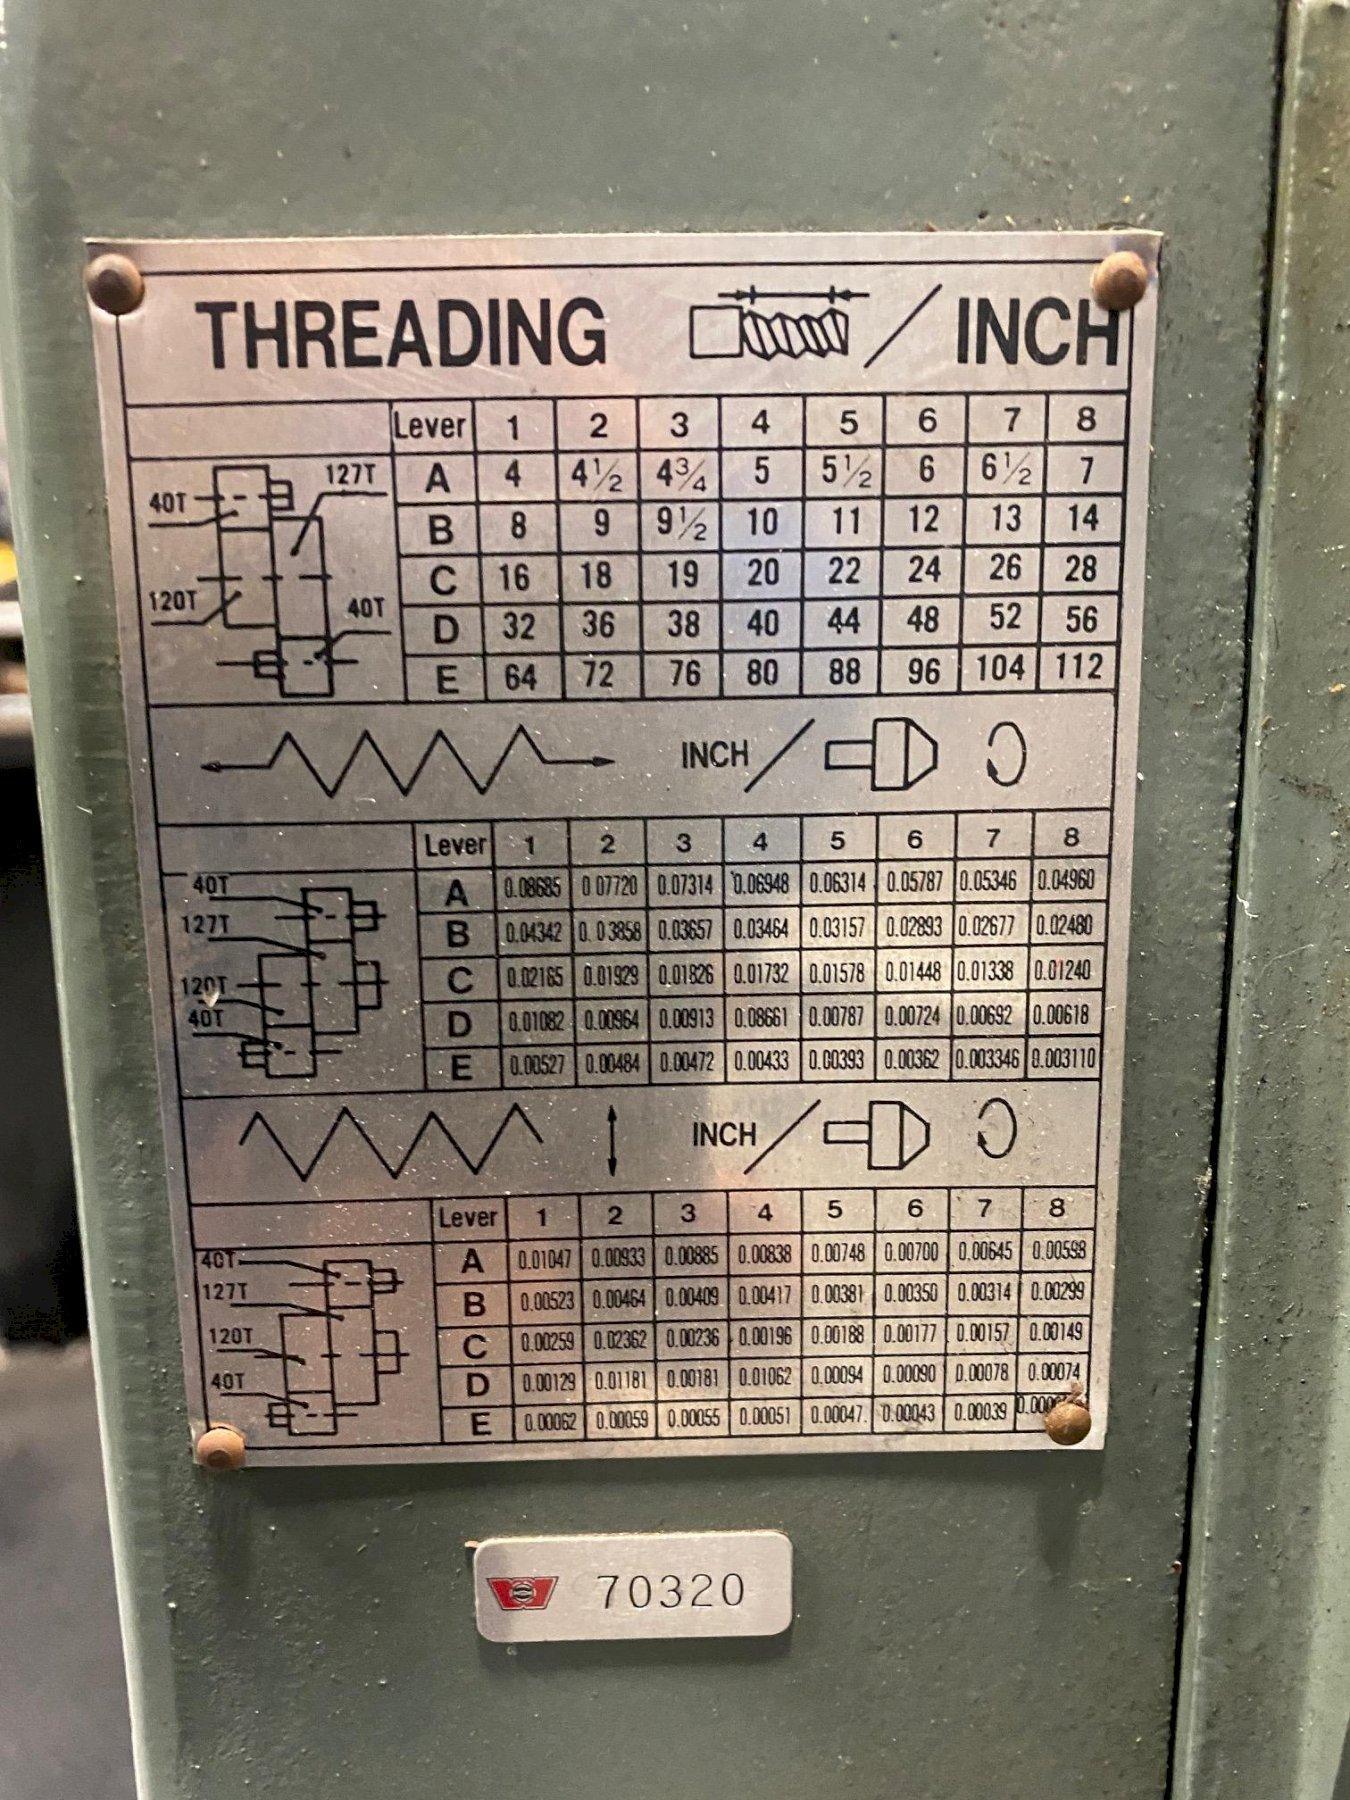 THREADING / INCH
Lever 1 2 3 4 5 6 7 8
40T 127T 120T 40T
A 4 4½ 4¾ 5 5½ 6 6½ 7
B 8 9 9½ 10 11 12 13 14
C 16 18 19 20 22 24 26 28
D 32 36 38 40 44 48 52 56
E 64 72 76 80 88 96 104 112
INCH /
Lever 1 2 3 4 5 6 7 8
40T 127T 120T 40T
A 0.08685 0 07720 0.07314 0.06948 0.06314 0.05787 0.05346 0.04960
B 0.04342 0.03858 0.03657 0.03464 0.03157 0.02893 0.02677 0.02480
C 0.02165 0.01929 0.01826 0.01732 0.01578 0.01448 0.01338 0.01240
D 0.01082 0.00964 0.00913 0.08661 0.00787 0.00724 0.00692 0.00618
E 0.00527 0.00484 0.00472 0.00433 0.00393 0.00362 0.003346 0.003110
INCH /
Lever 1 2 3 4 5 6 7 8
40T 127T 120T 40T
A 0.01047 0.00933 0.00885 0.00838 0.00748 0.00700 0.00645 0.00598
B 0.00523 0.00464 0.00409 0.00417 0.00381 0.00350 0.00314 0.00299
C 0.00259 0.02362 0.00236 0.00196 0.00188 0.00177 0.00157 0.00149
D 0.00129 0.01181 0.00181 0.01062 0.00094 0.00090 0.00078 0.00074
E 0.00062 0.00059 0.00055 0.00051 0.00047 0.00043 0.00039
70320